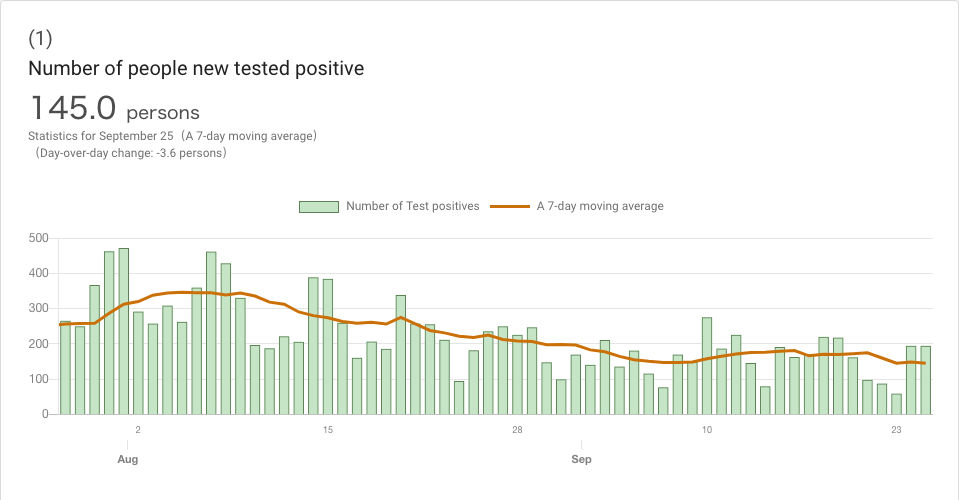 (1)
Number of people new tested positive
145.0 persons
Statistics for September 25（A 7-day moving average）
（Day-over-day change: -3.6 persons）
Number of Test positives A 7-day moving average
500
400
300
200
100
0
2 15 28 10 23
Aug Sep